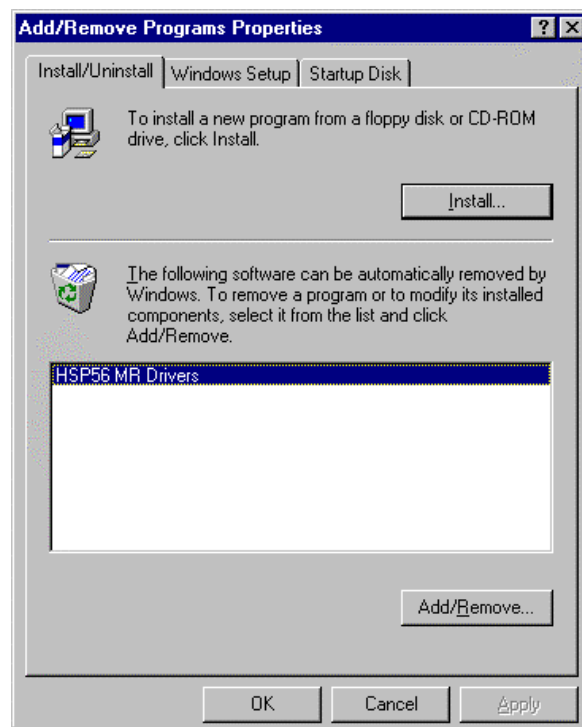 Add/Remove Programs Properties
Install/Uninstall Windows Setup Startup Disk
To install a new program from a floppy disk or CD-ROM
drive, click Install.
Install...
The following software can be automatically removed by
Windows. To remove a program or to modify its installed
components, select it from the list and click
Add/Remove.
HSP56 MR Drivers
Add/Remove...
OK Cancel Apply